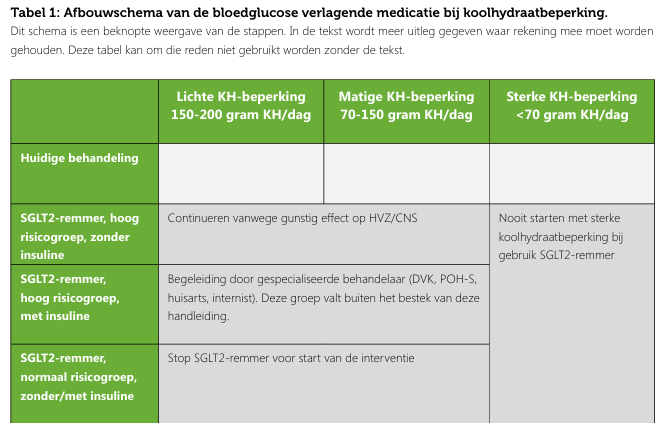 Tabel 1: Afbouwschema van de bloedglucose verlagende medicatie bij koolhydraatbeperking.
Dit schema is een beknopte weergave van de stappen. In de tekst wordt meer uitleg gegeven waar rekening mee moet worden
gehouden. Deze tabel kan om die reden niet gebruikt worden zonder de tekst.
Lichte KH-beperking
150-200 gram KH/dag
Matige KH-beperking
70-150 gram KH/dag
Sterke KH-beperking
<70 gram KH/dag
Huidige behandeling
SGLT2-remmer, hoog
risicogroep, zonder
insuline
Continueren vanwege gunstig effect op HVZ/CNS
Nooit starten met sterke
koolhydraatbeperking bij
gebruik SGLT2-remmer
SGLT2-remmer,
hoog risicogroep,
met insuline
Begeleiding door gespecialiseerde behandelaar (DVK, POH-S,
huisarts, internist). Deze groep valt buiten het bestek van deze
handleiding.
SGLT2-remmer,
normaal risicogroep,
zonder/met insuline
Stop SGLT2-remmer voor start van de interventie